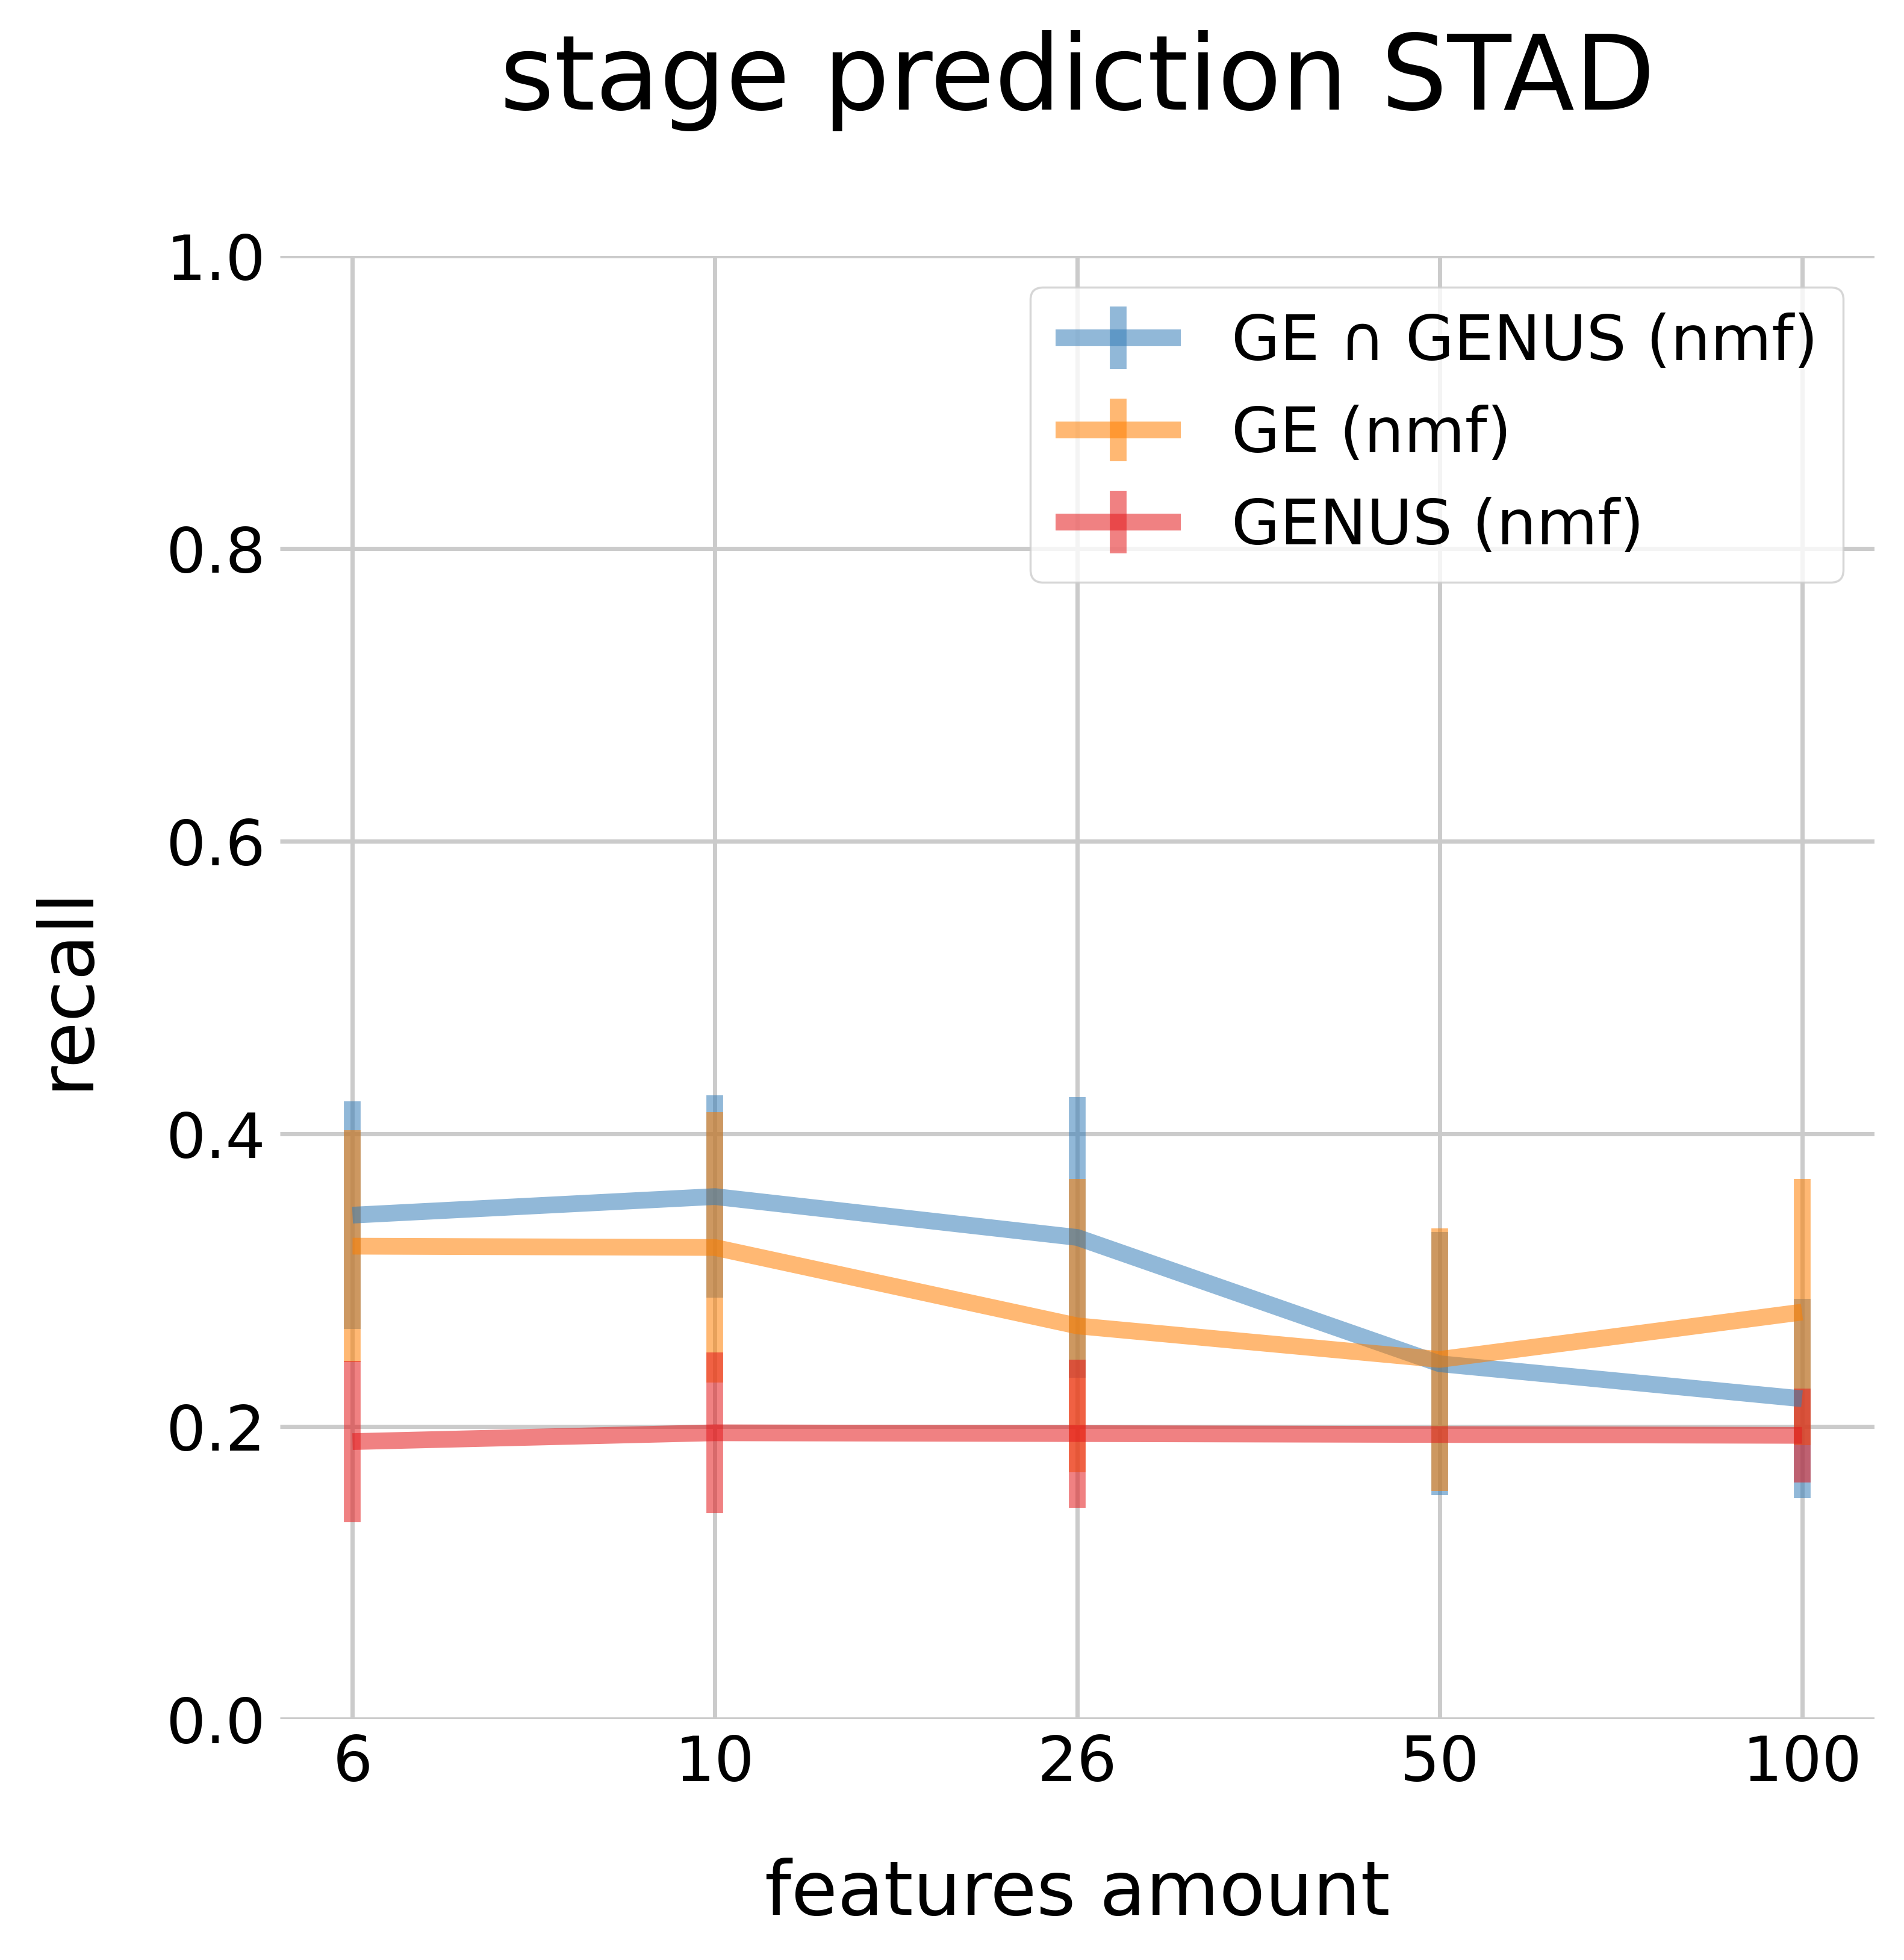 stage prediction STAD
1.0
0.8
0.6
0.4
0.2
0.0
recall
GE ∩ GENUS (nmf)
GE (nmf)
GENUS (nmf)
6 10 26 50 100
features amount